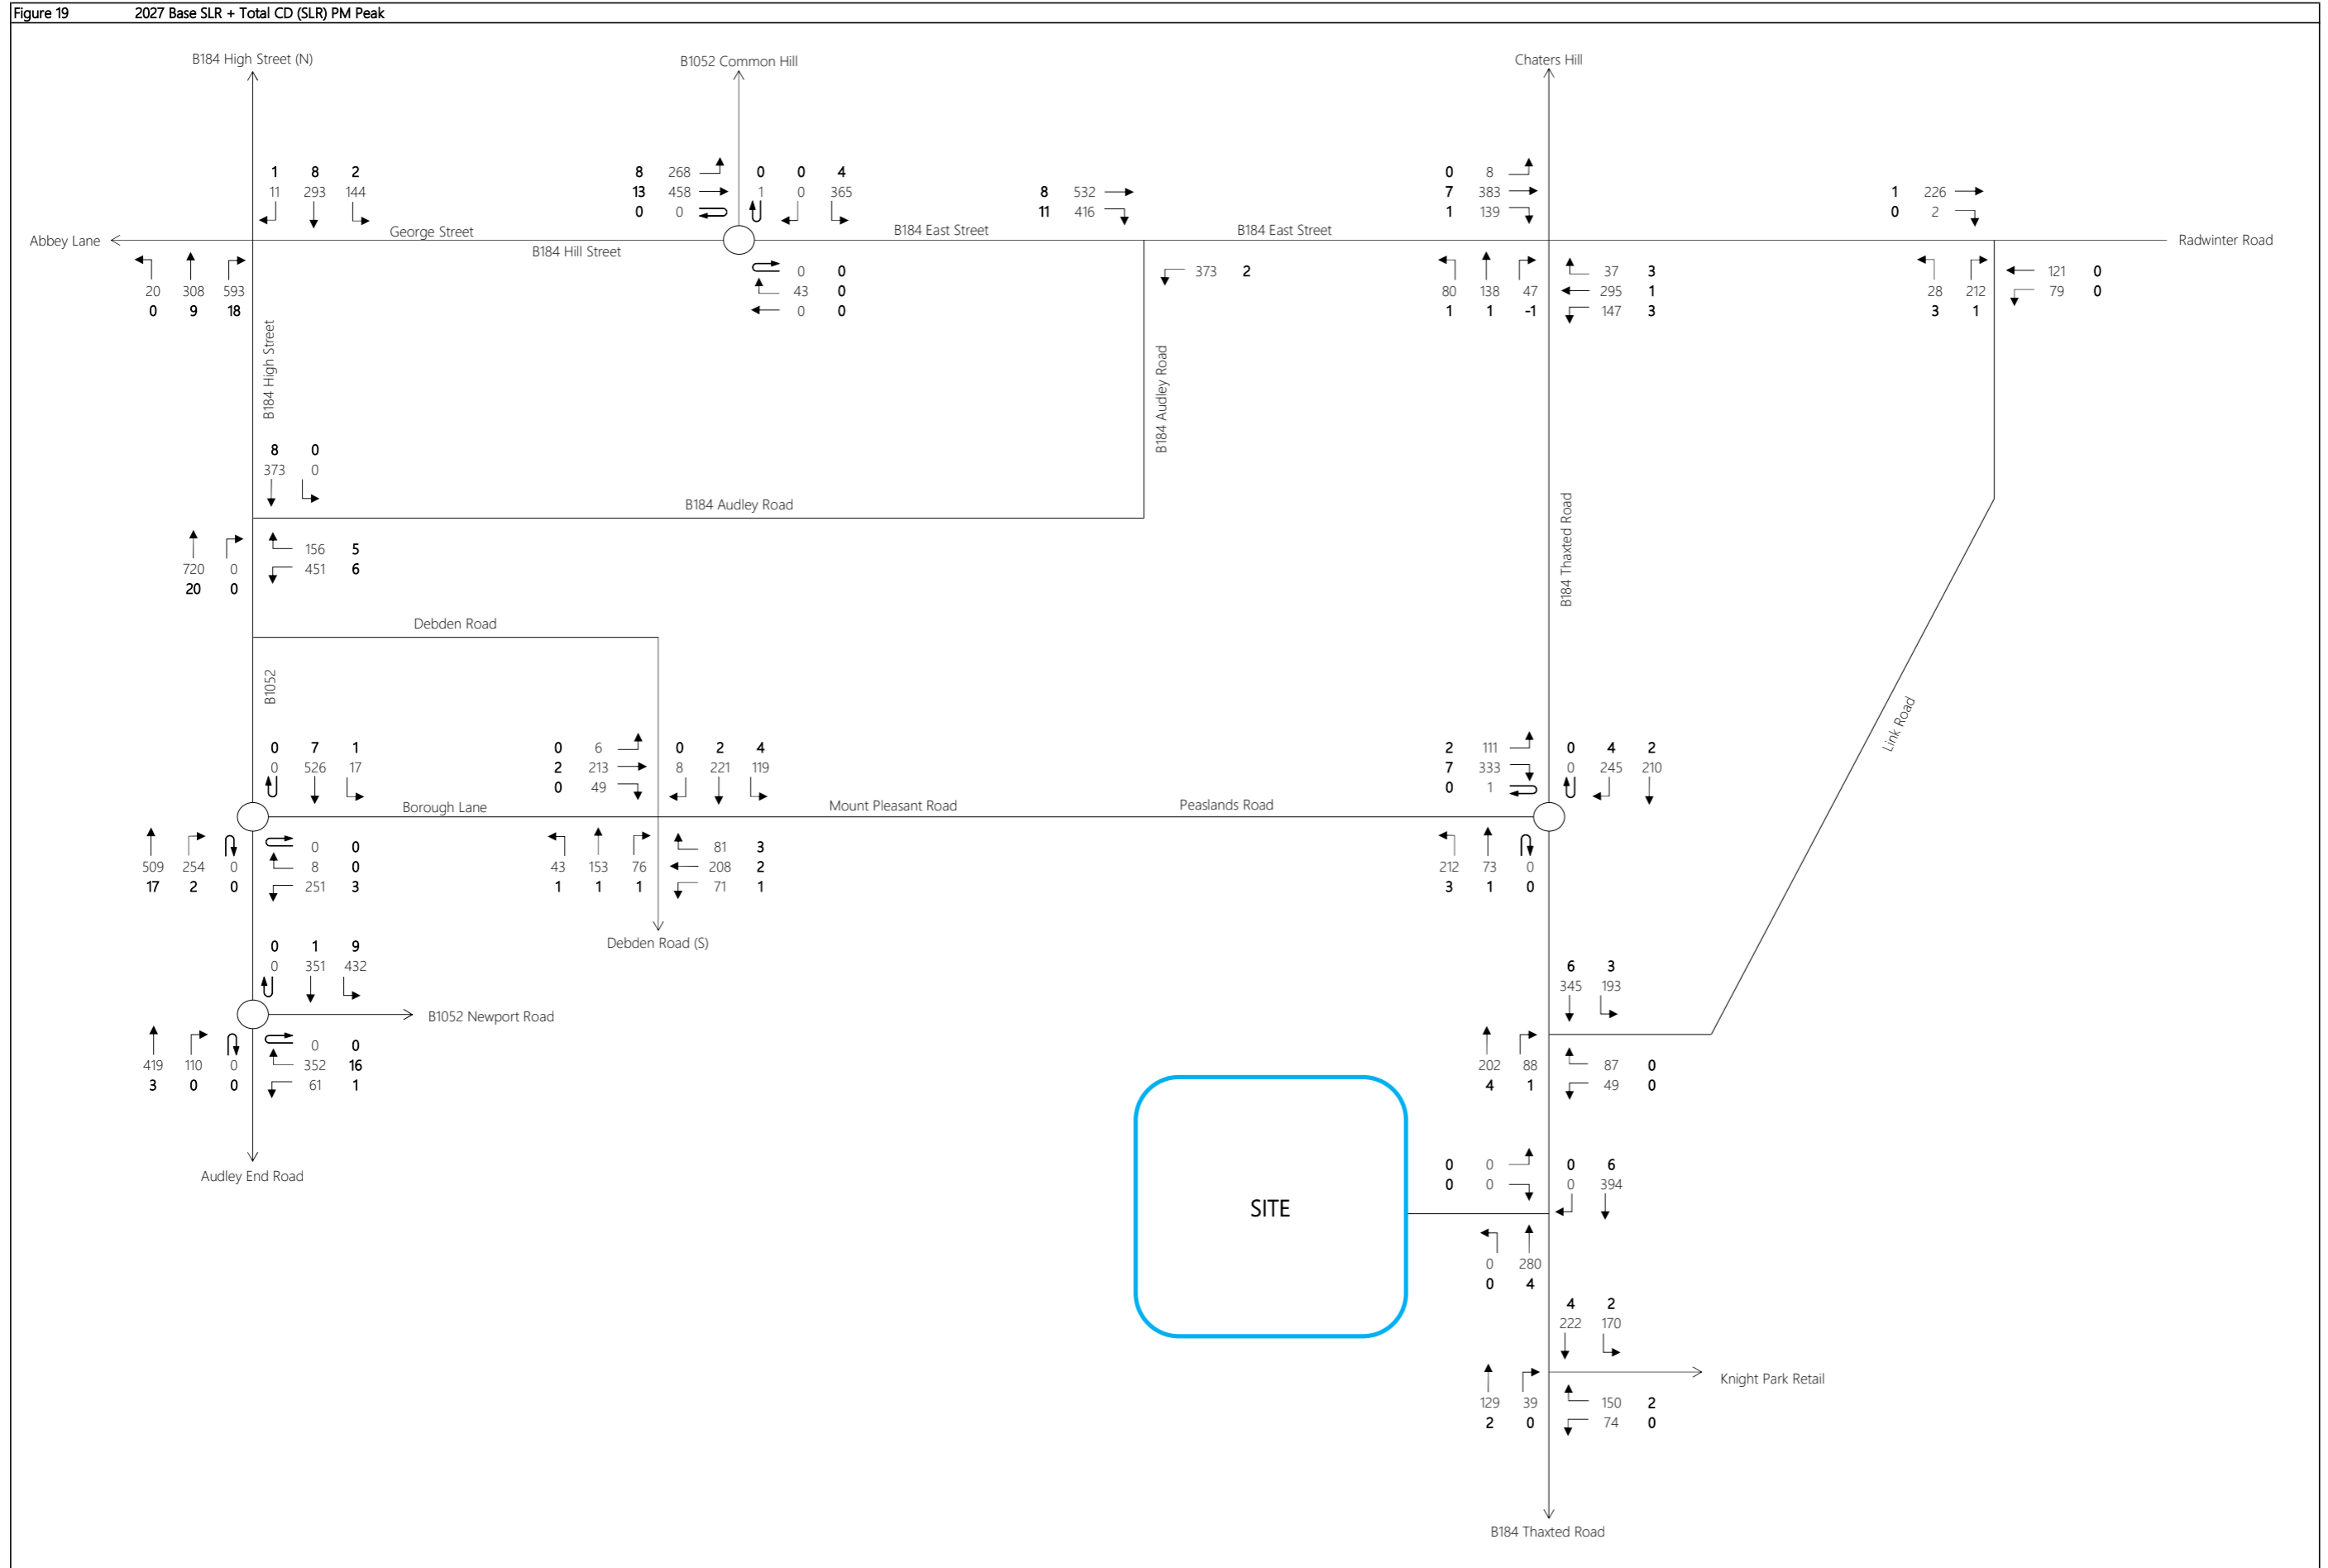 Figure 19 2027 Base SLR + Total CD (SLR) PM Peak
B184 High Street (N) B1052 Common Hill Chaters Hill
1 8 2
11 293 144
8 268
13 458
0 0
0 0 4
1 0 365
8 532
11 416
0 8
7 383
1 139
1 226
0 2
Abbey Lane
George Street
B184 Hill Street
B184 East Street
B184 East Street
Radwinter Road
20 308 593
0 9 18
0 0
43 0
0 0
373 2
80 138 47
1 1 -1
37 3
295 1
147 3
28 212
3 1
121 0
79 0
B184 High Street
B184 Audley Road
8 0
373 0
B184 Audley Road
B184 Thaxted Road
720 0
20 0
156 5
451 6
Debden Road
B1052
Link Road
0 7 1
0 526 17
0 6
2 213
0 49
0 2 4
8 221 119
2 111
7 333
0 1
0 4 2
0 245 210
Borough Lane
Mount Pleasant Road
Peaslands Road
509 254 0
17 2 0
0 0
8 0
251 3
43 153 76
1 1 1
81 3
208 2
71 1
212 73 0
3 1 0
Debden Road (S)
0 1 9
0 351 432
6 3
345 193
B1052 Newport Road
419 110 0
3 0 0
0 0
352 16
61 1
202 88
4 1
87 0
49 0
Audley End Road
0 0
0 0
0 6
0 394
SITE
0 280
0 4
4 2
222 170
Knight Park Retail
129 39
2 0
150 2
74 0
B184 Thaxted Road